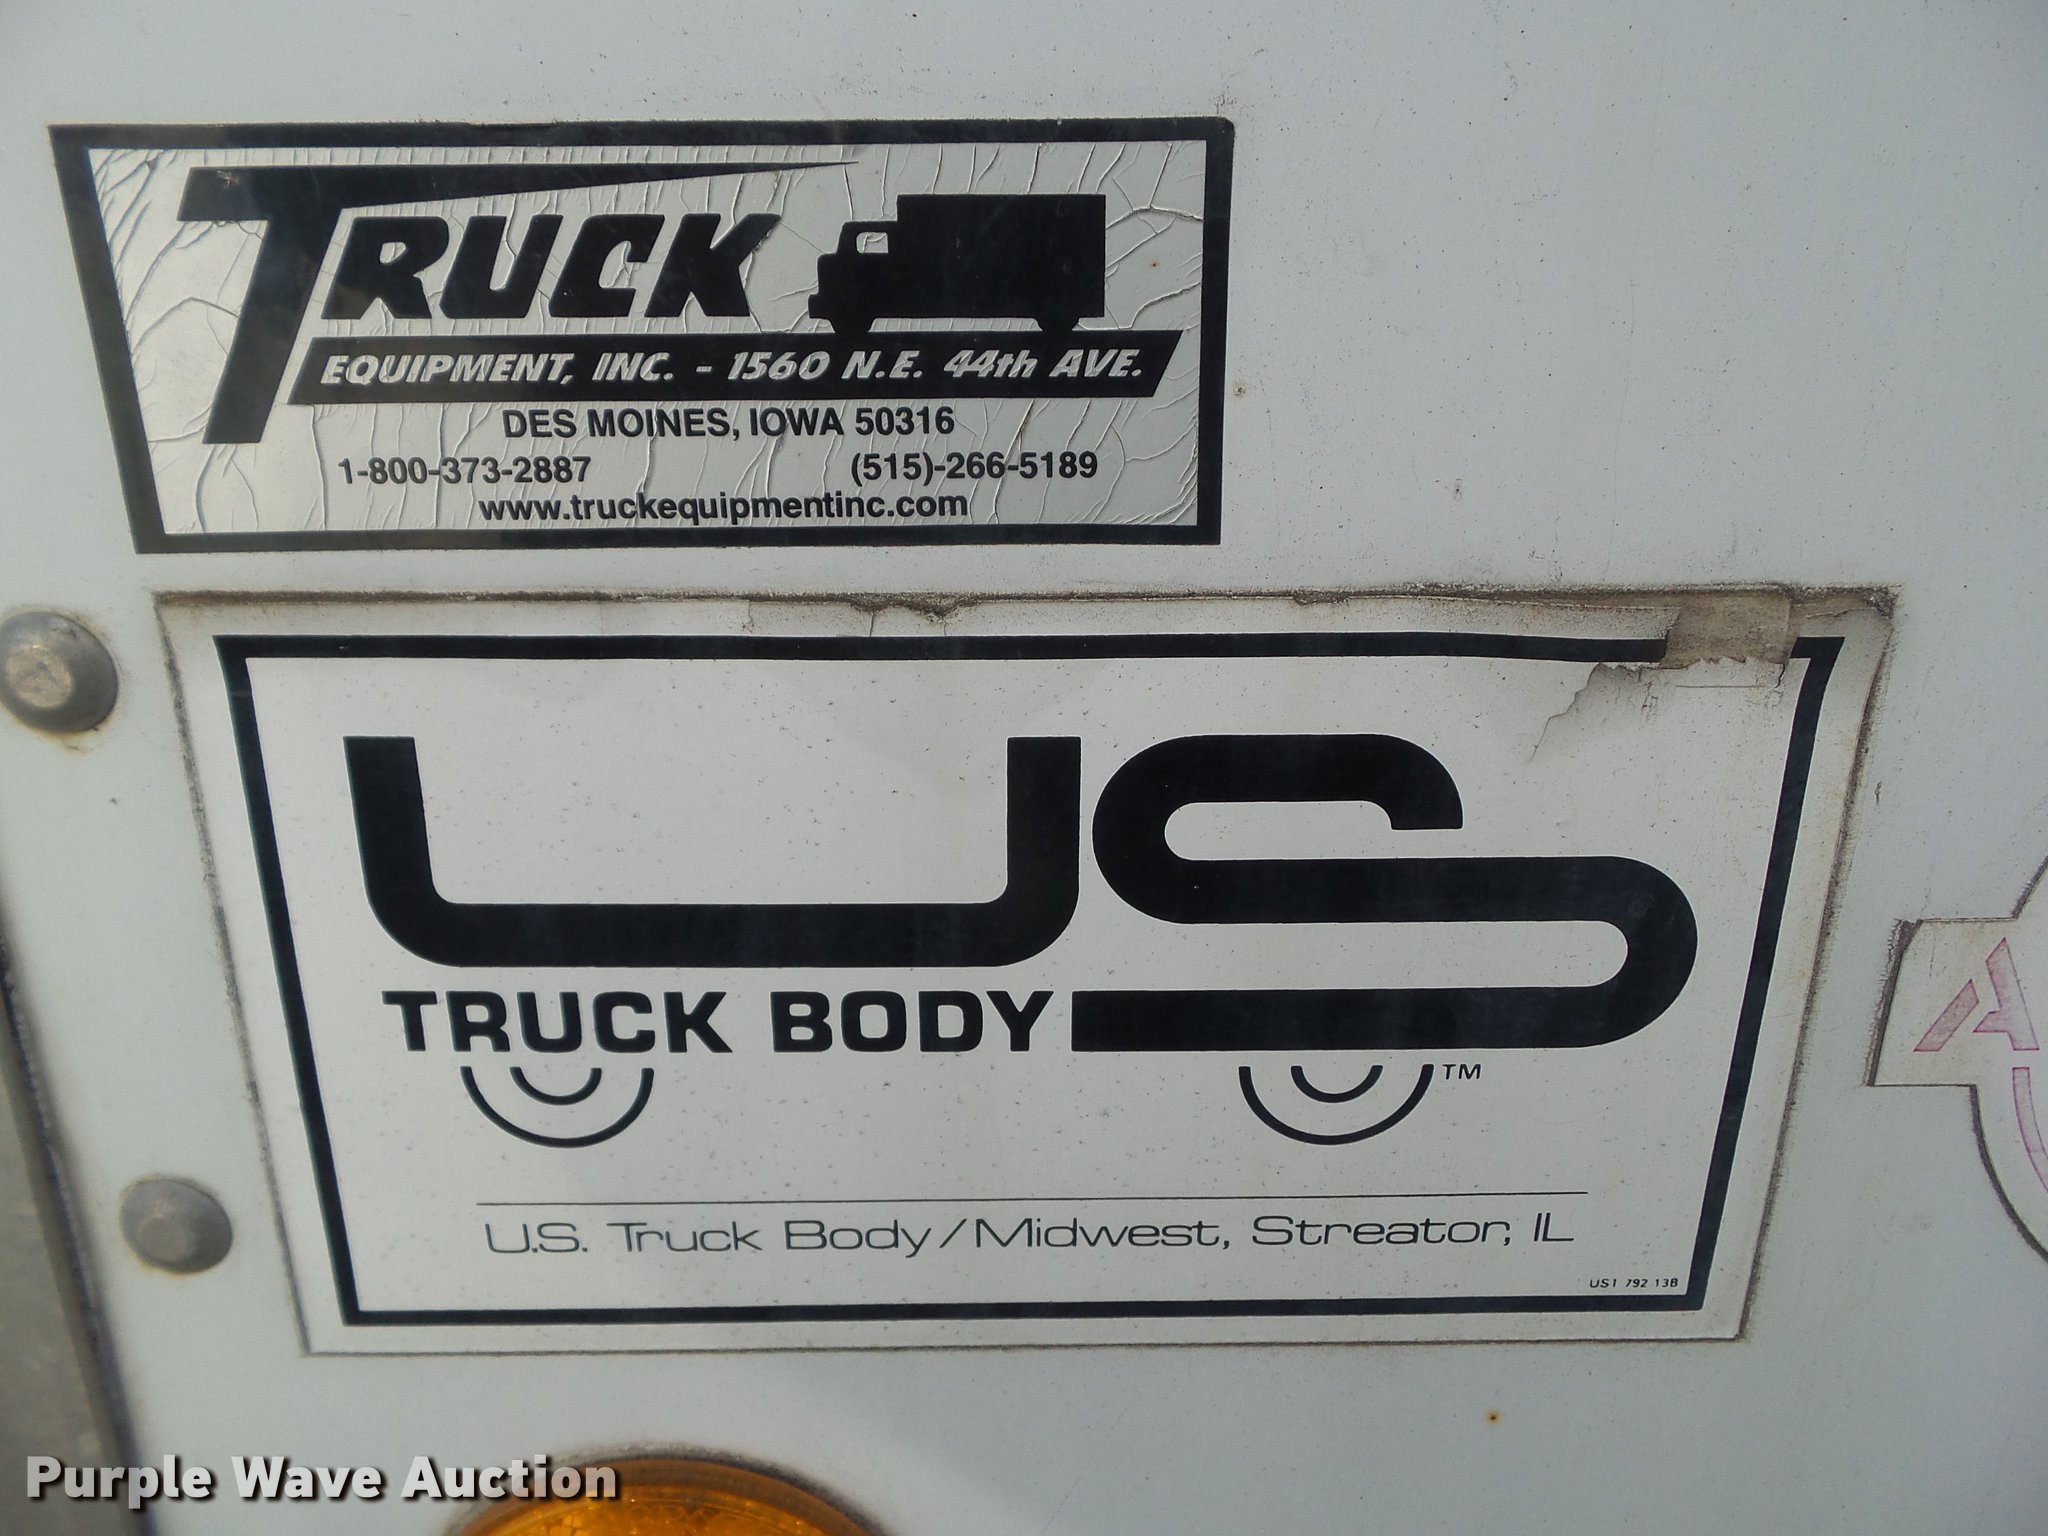 TRUCK
EQUIPMENT, INC. - 1560 N.E. 44th AVE.
DES MOINES, IOWA 50316
1-800-373-2887 (515)-266-5189
www.truckequipmentinc.com
US
TRUCK BODY
TM
U.S. Truck Body/Midwest, Streator, IL
US1 792 13B
A
Purple Wave Auction